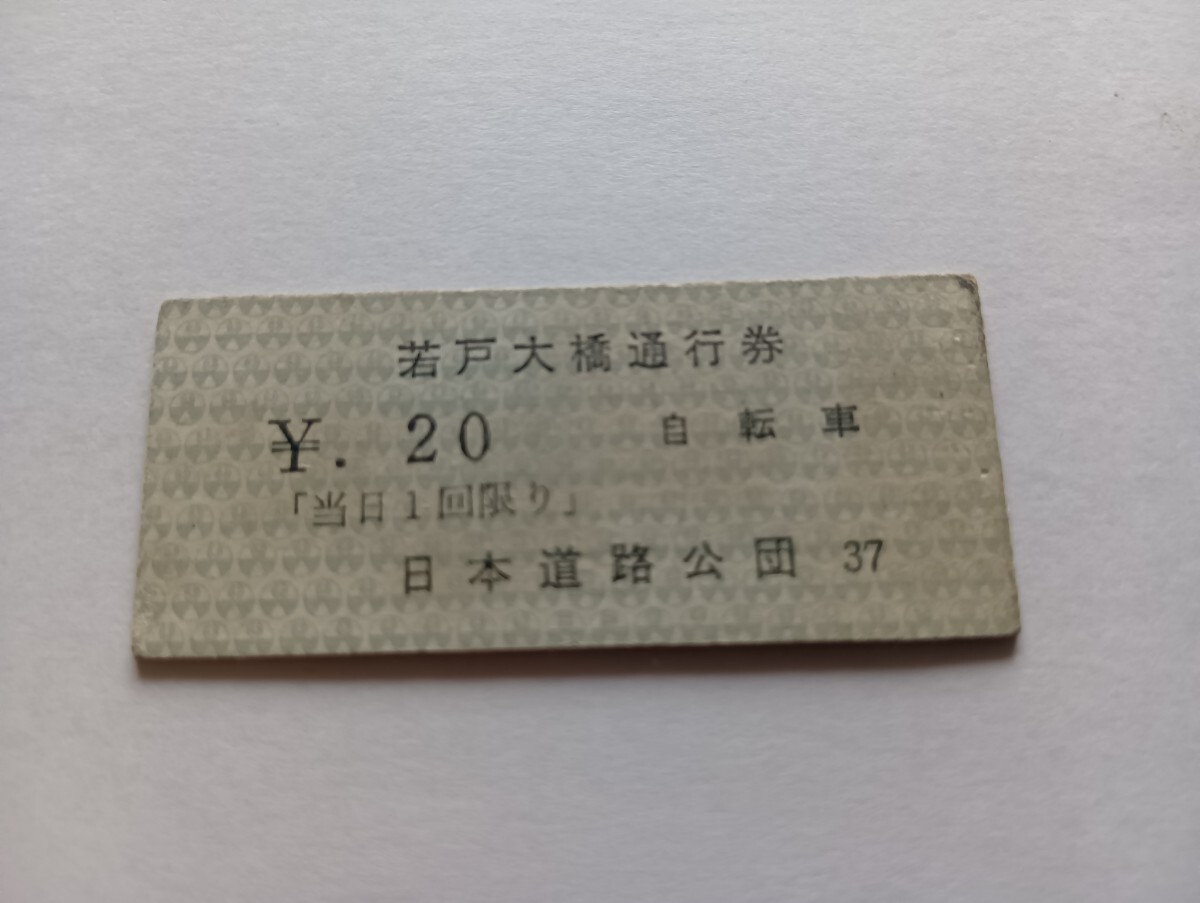 若戸大橋通行券
¥. 20 自転車
「当日1回限り」
日本道路公団 37